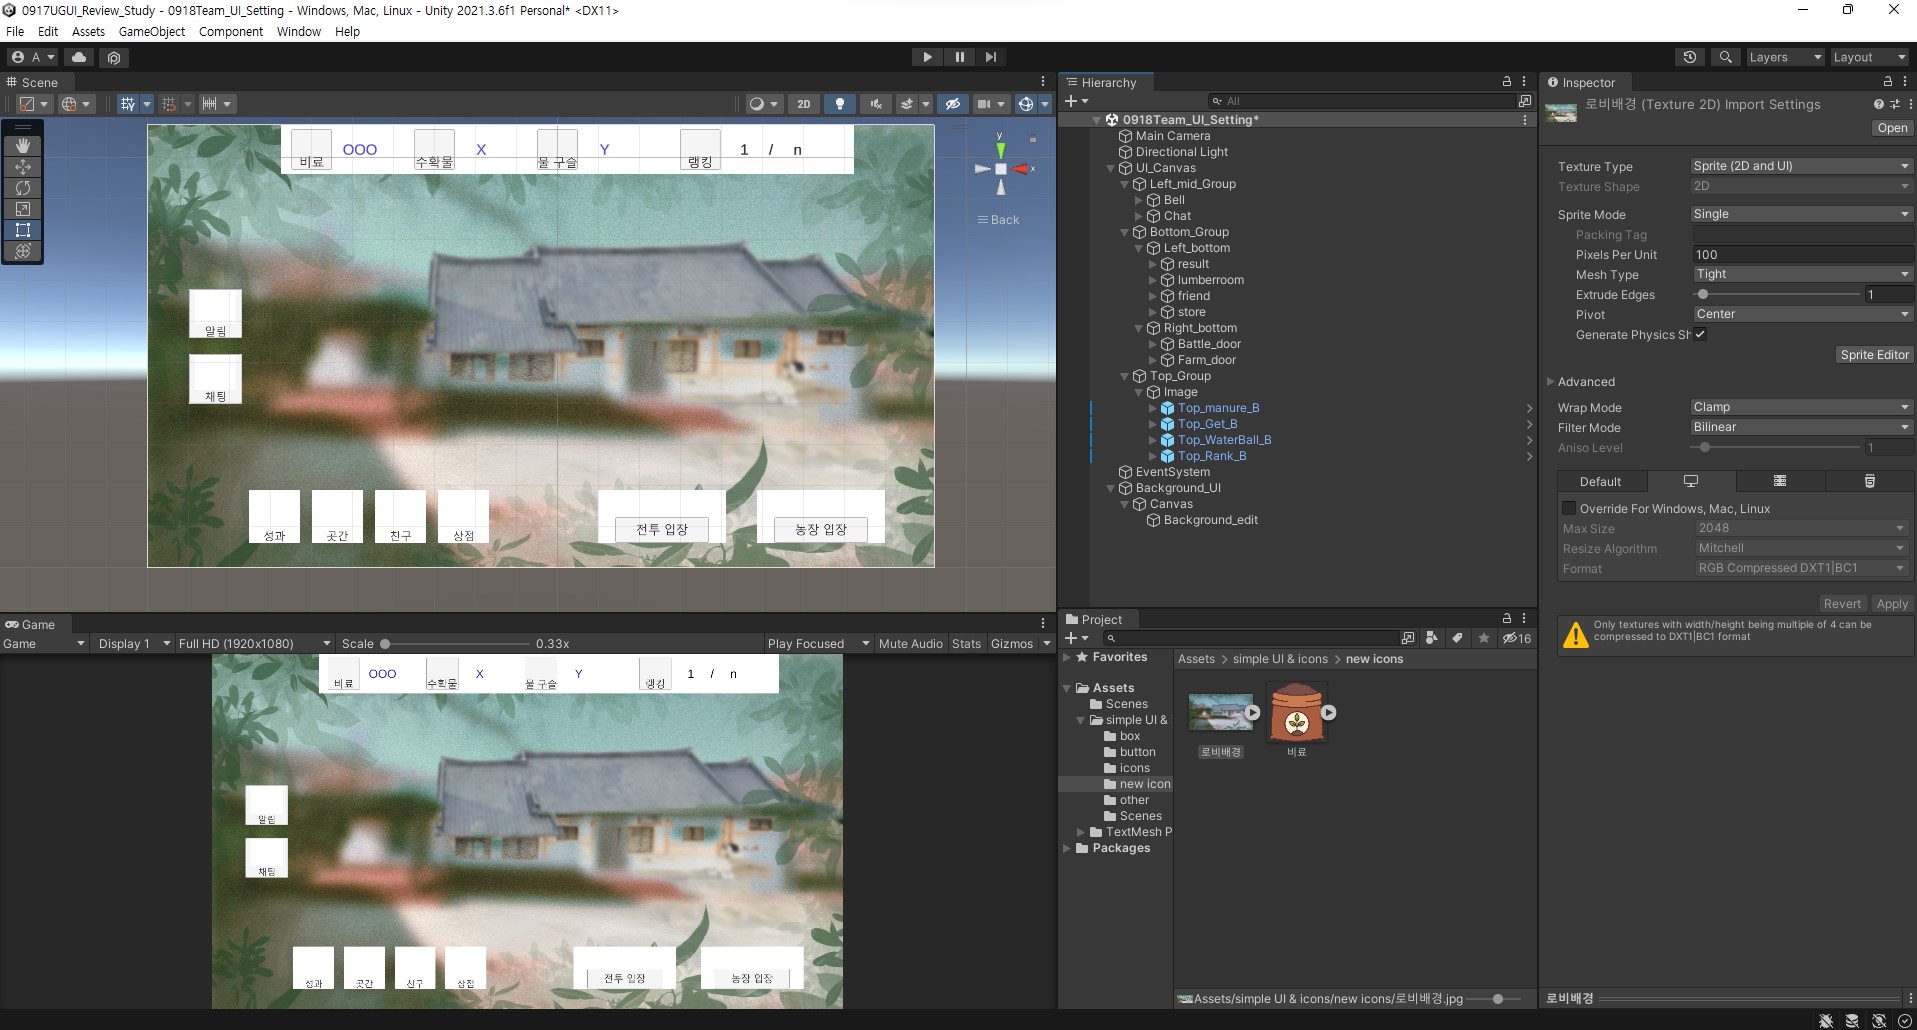 0917UGUI_Review_Study - 0918Team_UI_Setting - Windows, Mac, Linux - Unity 2021.3.6f1 Personal* <DX11>
File Edit Assets GameObject Component Window Help
A
Layers
Layout
Scene
2D
비료 OOO 수확물 X 물 구슬 Y 랭킹 1 / n
y
x
Back
알림
채팅
성과 곳간 친구 상점 전투 입장 농장 입장
Game
Game Display 1 Full HD (1920x1080) Scale 0.33x Play Focused Mute Audio Stats Gizmos
비료 OOO 수확물 X 물 구슬 Y 랭킹 1 / n
알림
채팅
성과 곳간 친구 상점 전투 입장 농장 입장
Hierarchy
All
0918Team_UI_Setting*
Main Camera
Directional Light
UI_Canvas
Left_mid_Group
Bell
Chat
Bottom_Group
Left_bottom
result
lumberroom
friend
store
Right_bottom
Battle_door
Farm_door
Top_Group
Image
Top_manure_B
Top_Get_B
Top_WaterBall_B
Top_Rank_B
EventSystem
Background_UI
Canvas
Background_edit
Project
16
Favorites
Assets
Scenes
simple UI &
box
button
icons
new icon
other
Scenes
TextMesh P
Packages
Assets > simple UI & icons > new icons
로비배경 비료
Assets/simple UI & icons/new icons/로비배경.jpg
Inspector
로비배경 (Texture 2D) Import Settings
Open
Texture Type Sprite (2D and UI)
Texture Shape 2D
Sprite Mode Single
Packing Tag
Pixels Per Unit 100
Mesh Type Tight
Extrude Edges 1
Pivot Center
Generate Physics Sh
Sprite Editor
Advanced
Wrap Mode Clamp
Filter Mode Bilinear
Aniso Level 1
Default
Override For Windows, Mac, Linux
Max Size 2048
Resize Algorithm Mitchell
Format RGB Compressed DXT1|BC1
Revert Apply
Only textures with width/height being multiple of 4 can be
compressed to DXT1|BC1 format
로비배경